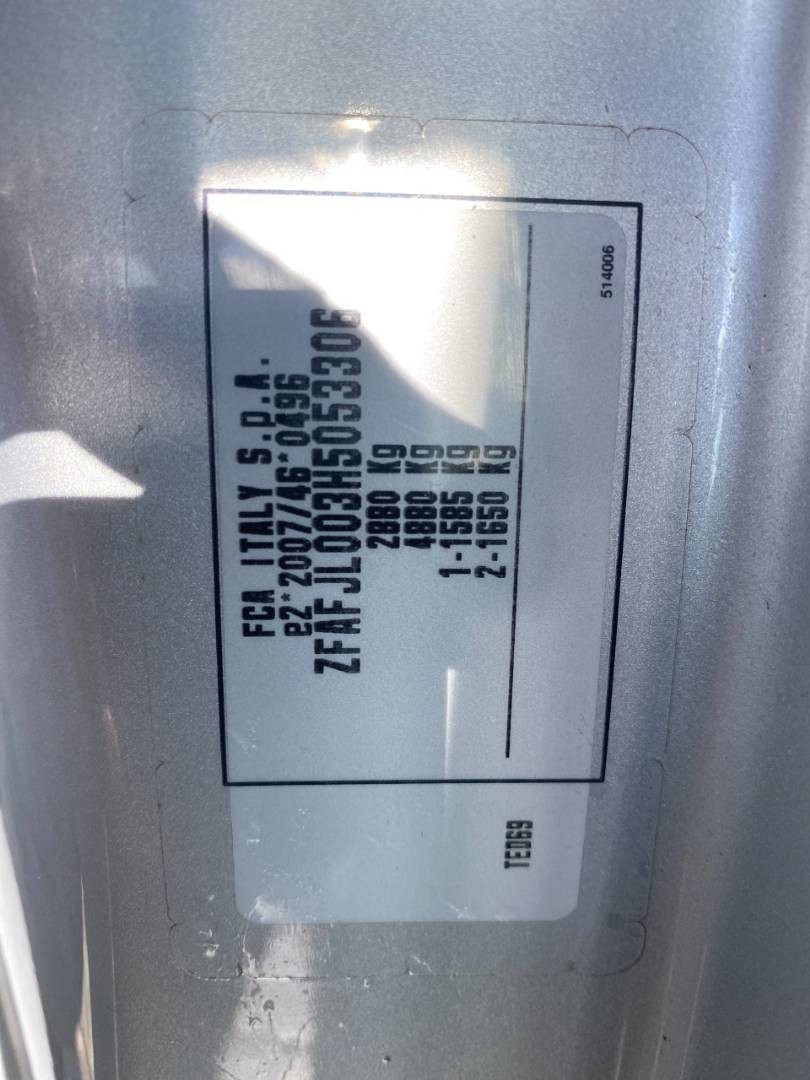 FCA ITALY S.p.A.
e2*2007/46*0496
ZFAFJL003H5053306
2880 Kg
4880 Kg
1-1585 Kg
2-1650 Kg
514006
TED69